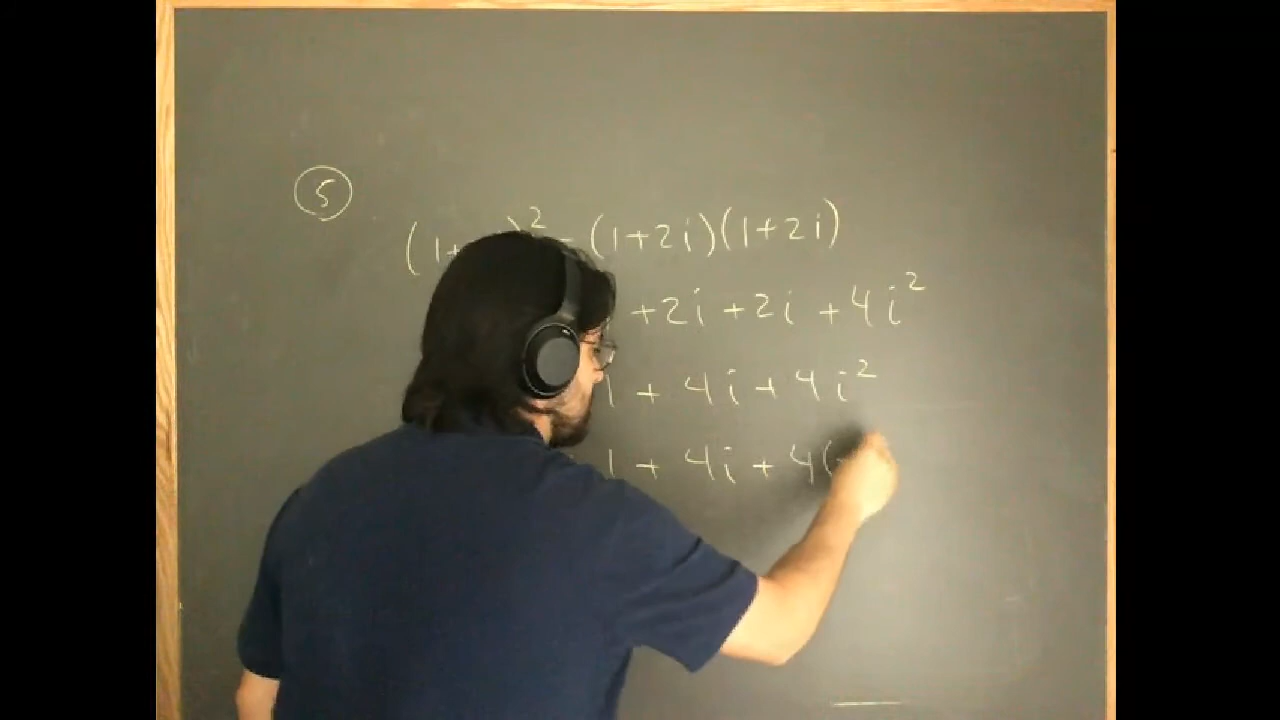 5
(1+ )² = (1+2i)(1+2i)
+2i +2i +4i²
1 + 4i + 4i²
= 1 + 4i + 4(-